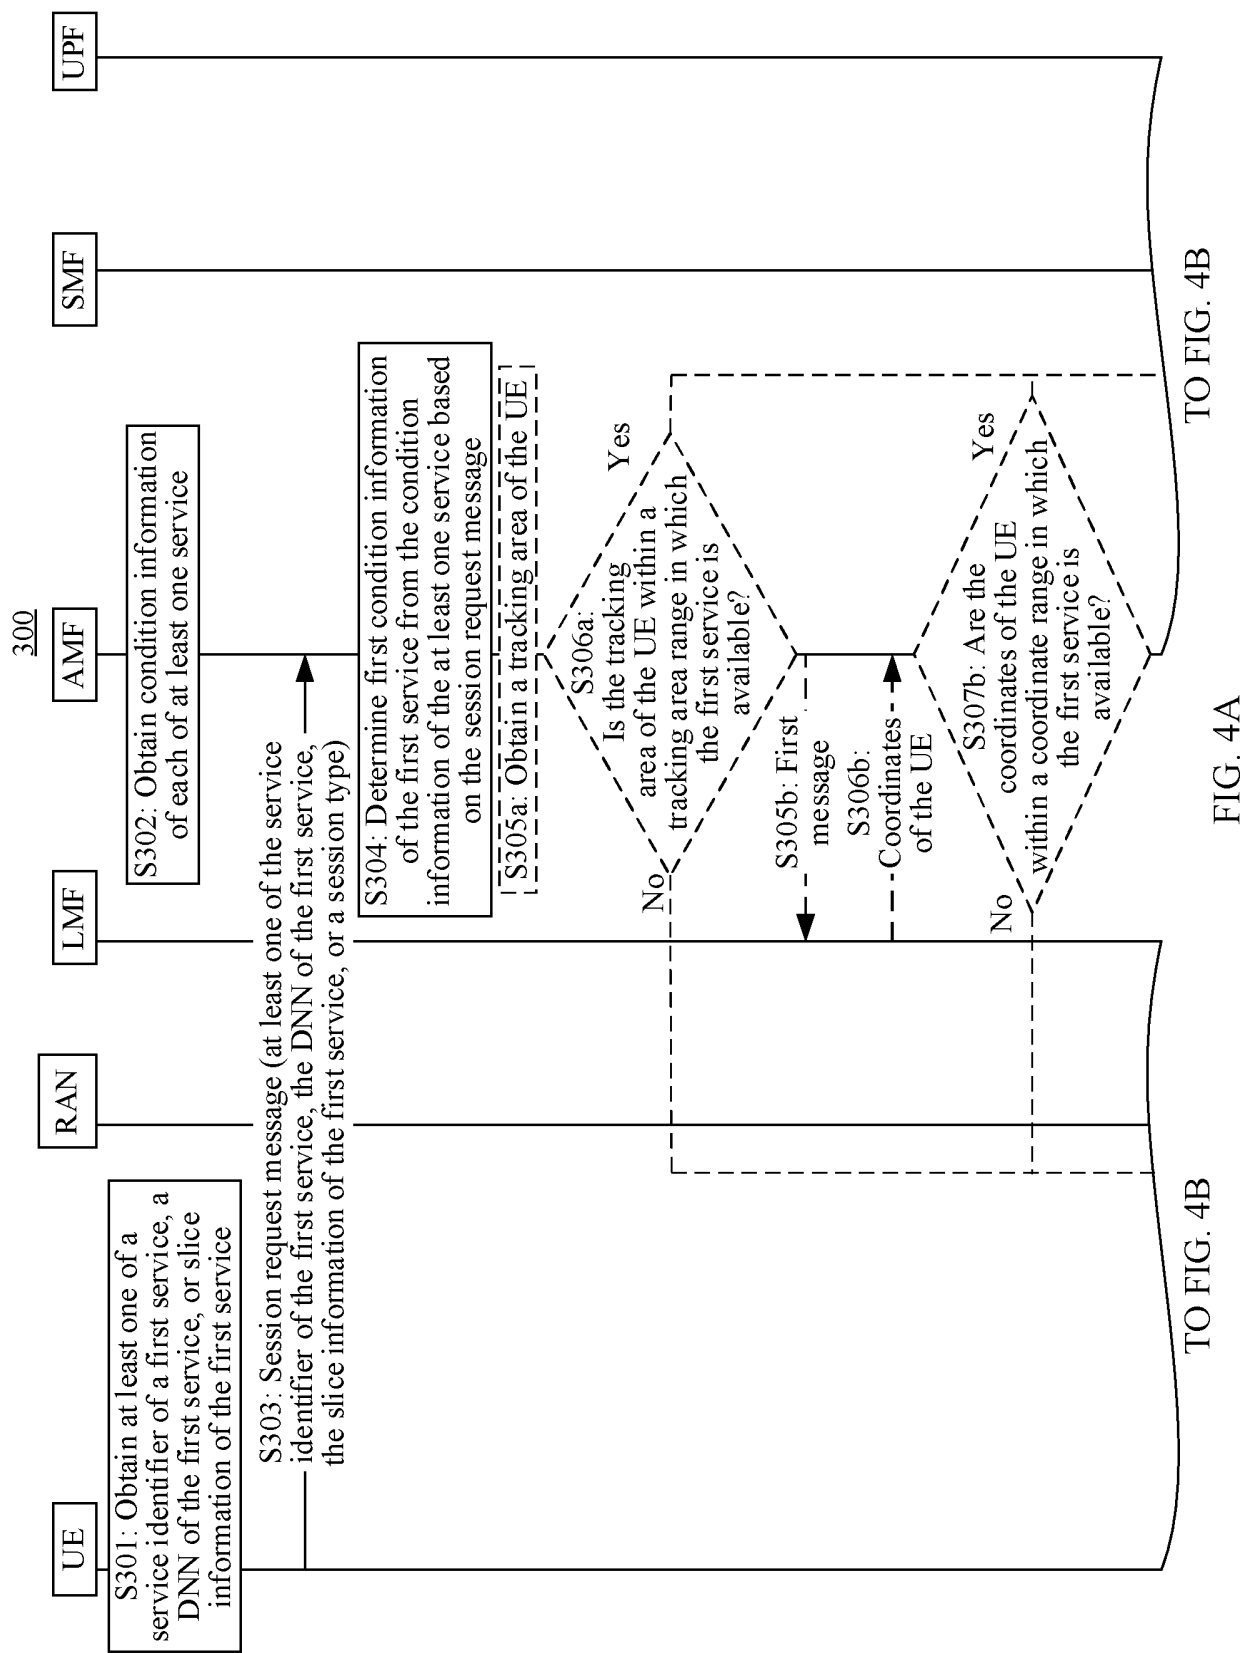 300
UE
RAN
LMF
AMF
SMF
UPF
S301: Obtain at least one of a
service identifier of a first service, a
DNN of the first service, or slice
information of the first service
S302: Obtain condition information
of each of at least one service
S303: Session request message (at least one of the service
identifier of the first service, the DNN of the first service,
the slice information of the first service, or a session type)
S304: Determine first condition information
of the first service from the condition
information of the at least one service based
on the session request message
S305a: Obtain a tracking area of the UE
S306a:
Is the tracking
area of the UE within a
tracking area range in which
the first service is
available?
No
Yes
S305b: First
message
S306b:
Coordinates
of the UE
S307b: Are the
coordinates of the UE
within a coordinate range in which
the first service is
available?
No
Yes
TO FIG. 4B
TO FIG. 4B
FIG. 4A